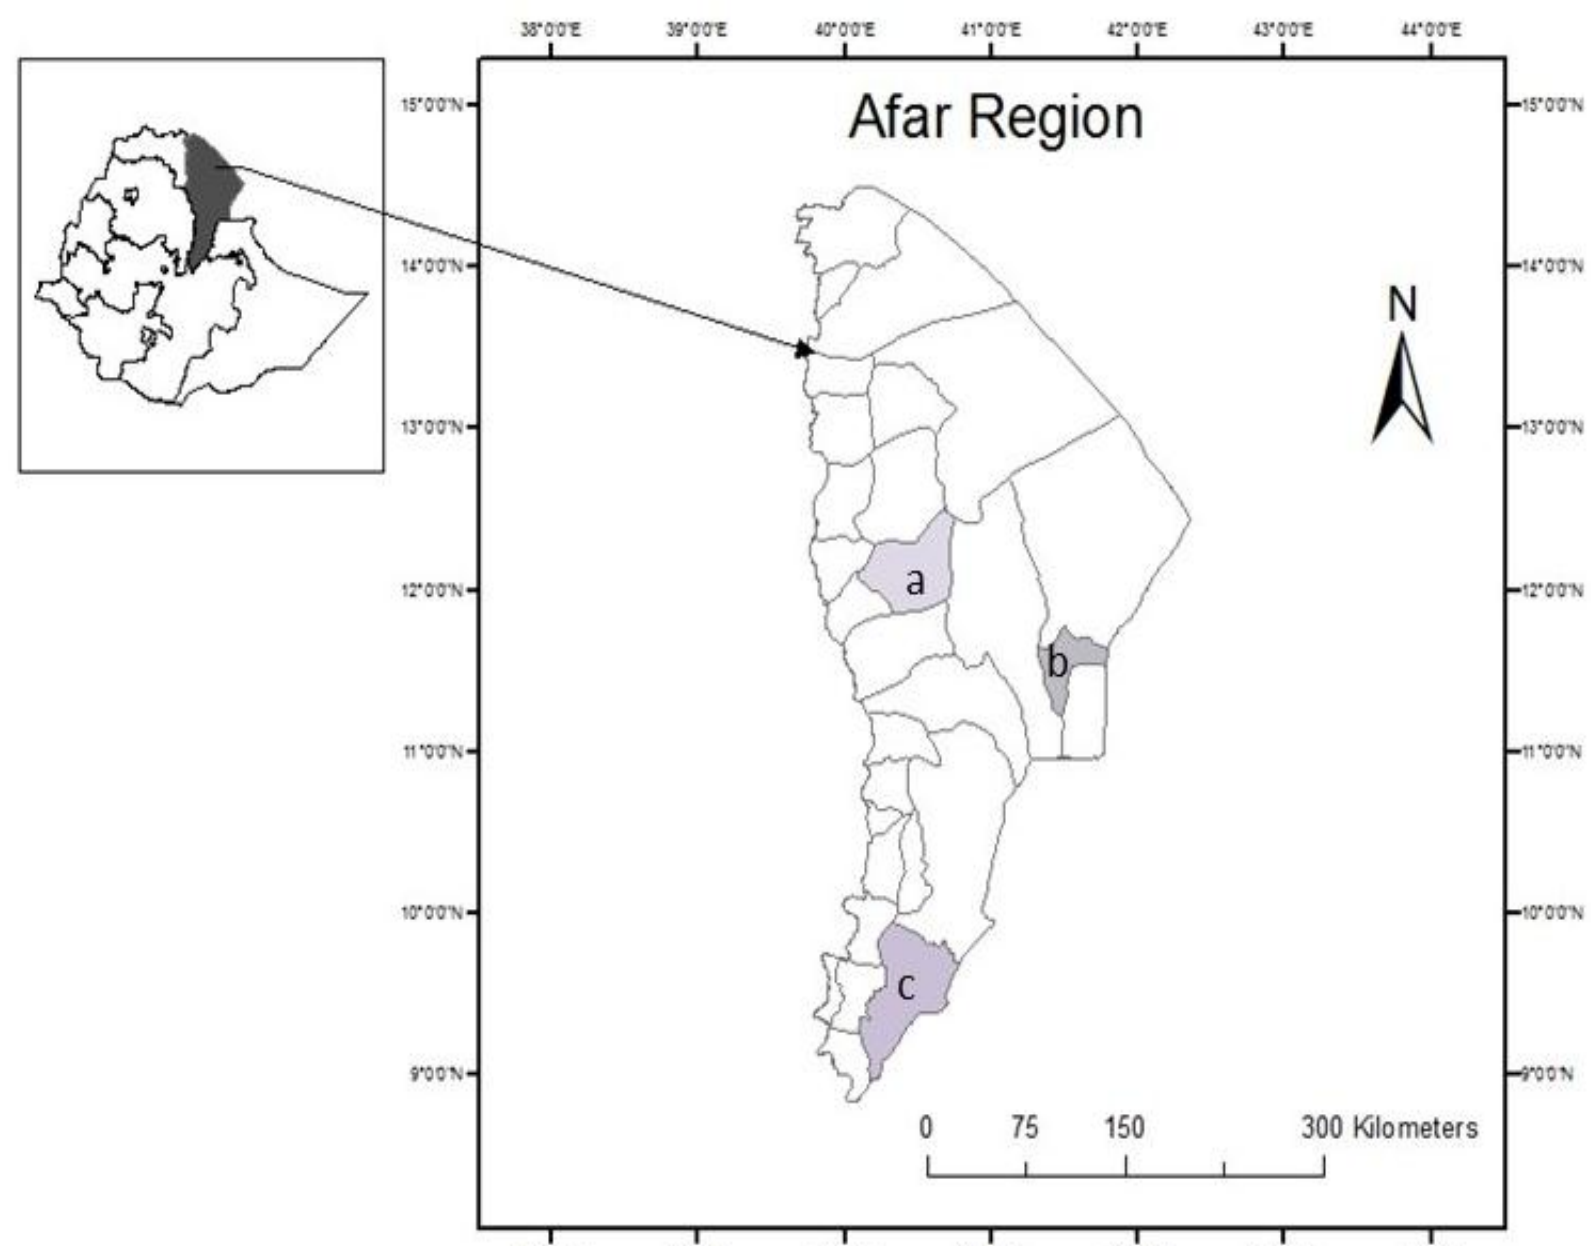 38°0'0"E 39°0'0"E 40°0'0"E 41°0'0"E 42°0'0"E 43°0'0"E 44°0'0"E
Afar Region
15°0'0"N 15°0'0"N
14°0'0"N 14°0'0"N
N
13°0'0"N 13°0'0"N
a
12°0'0"N 12°0'0"N
b
11°0'0"N 11°0'0"N
10°0'0"N 10°0'0"N
c
9°0'0"N 9°0'0"N
0 75 150 300 Kilometers